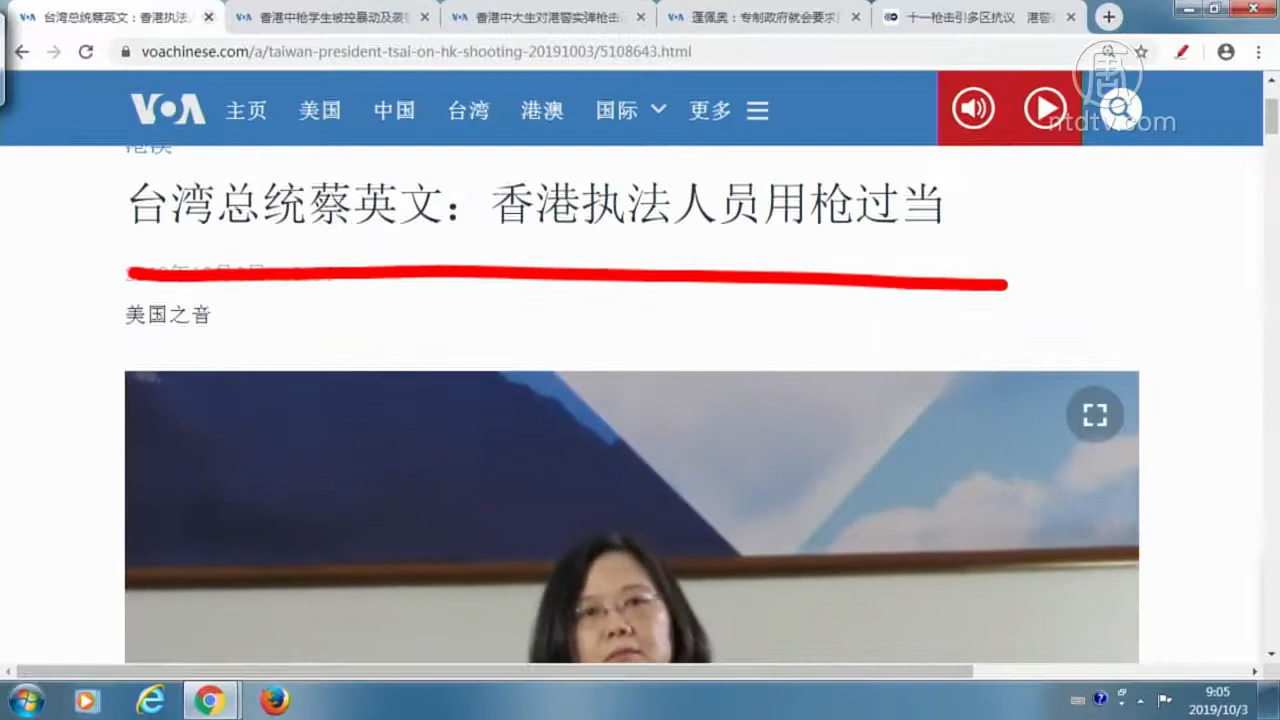 台湾总统蔡英文：香港执法人
香港中枪学生被控暴动及袭警
香港中大生对港警实弹枪击
蓬佩奥：专制政府就会要求
十一枪击引多区抗议 港警
voachinese.com/a/taiwan-president-tsai-on-hk-shooting-20191003/5108643.html
VOA 主页 美国 中国 台湾 港澳 国际 更多
ntdtv.com
港澳
台湾总统蔡英文：香港执法人员用枪过当
美国之音
9:05
2019/10/3